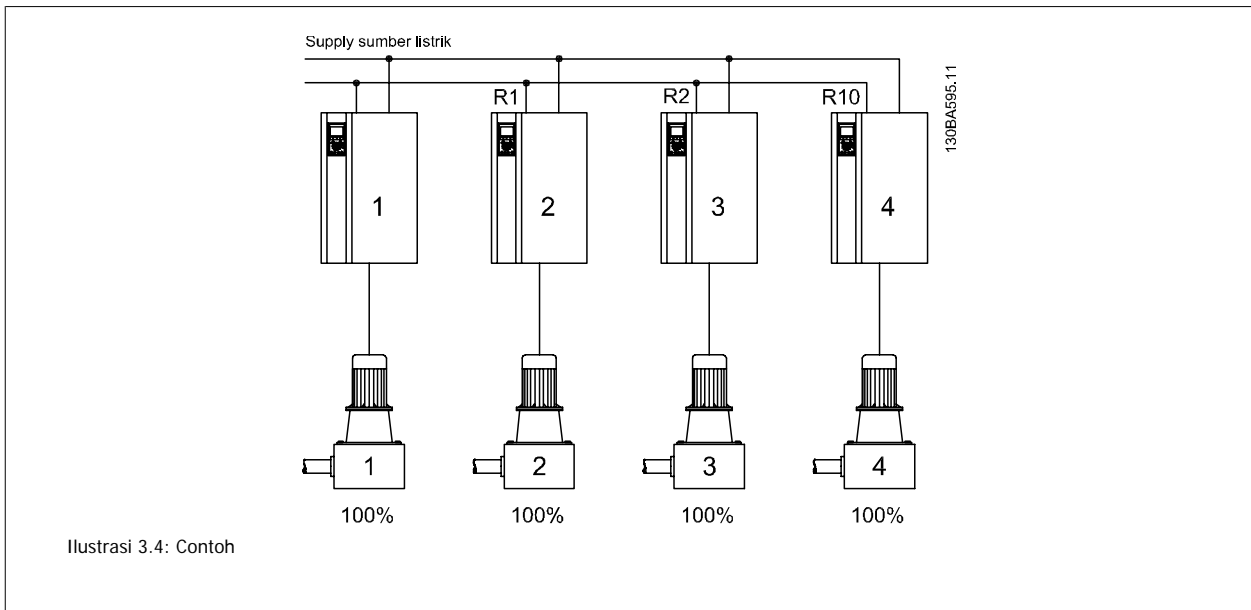 Supply sumber listrik
R1
R2
R10
130BA595.11
1
2
3
4
1
2
3
4
100%
100%
100%
100%
Ilustrasi 3.4: Contoh